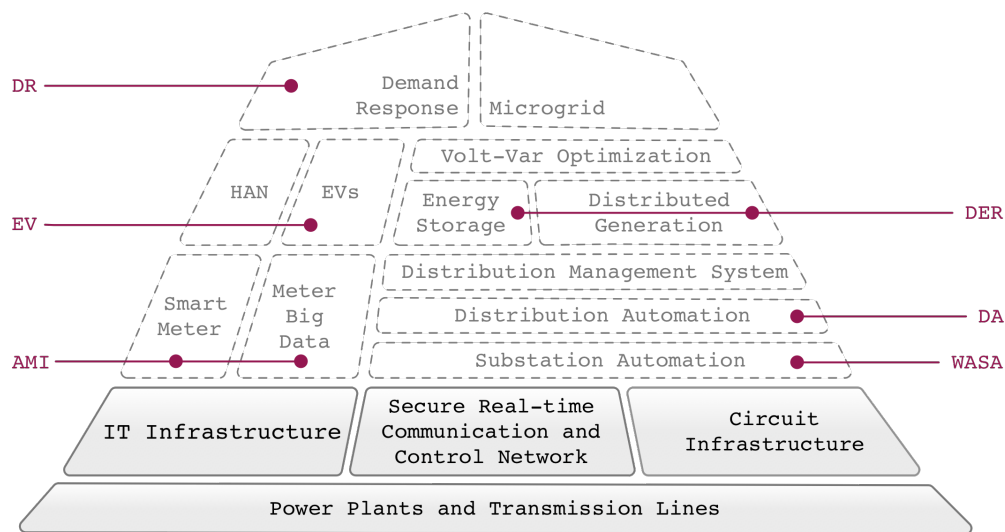 DR
Demand
Response
Microgrid
HAN
EVs
Volt-Var Optimization
Energy
Storage
Distributed
Generation
EV
DER
Distribution Management System
Smart
Meter
Meter
Big
Data
Distribution Automation
DA
AMI
Substation Automation
WASA
IT Infrastructure
Secure Real-time
Communication and
Control Network
Circuit
Infrastructure
Power Plants and Transmission Lines